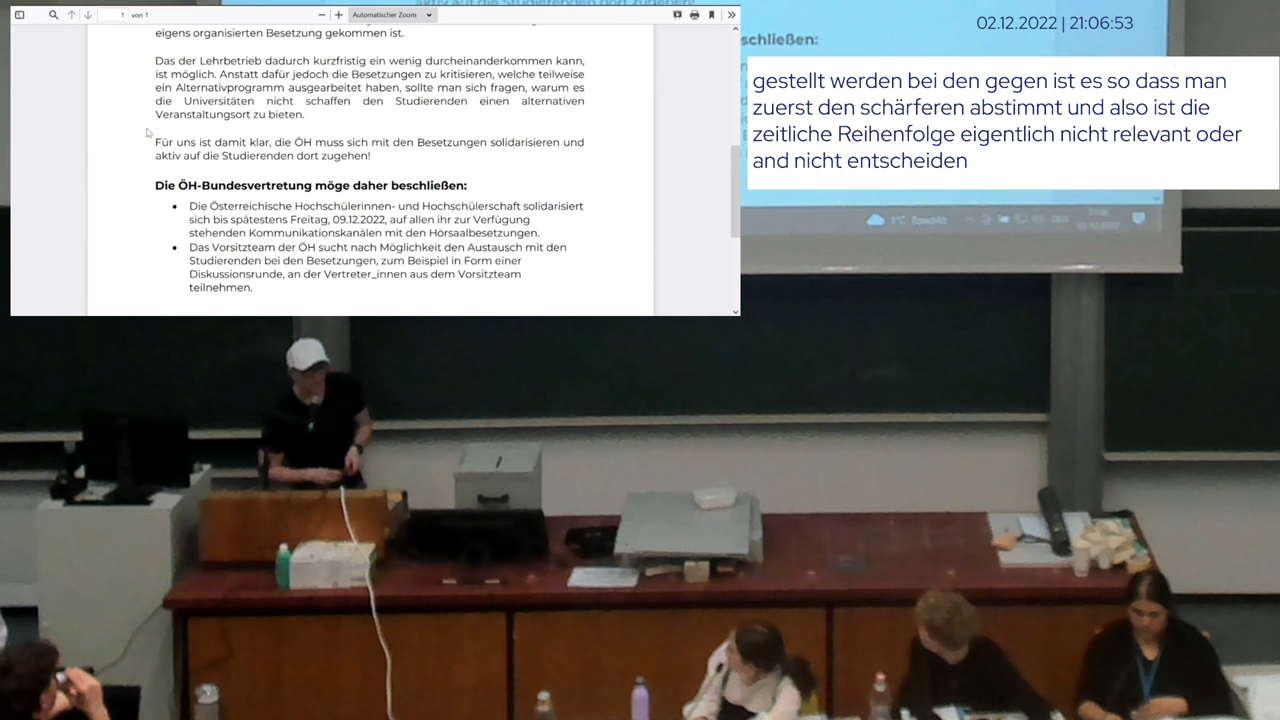 1 von 1
Automatischer Zoom
eigens organisierten Besetzung gekommen ist.
Das der Lehrbetrieb dadurch kurzfristig ein wenig durcheinanderkommen kann,
ist möglich. Anstatt dafür jedoch die Besetzungen zu kritisieren, welche teilweise
ein Alternativprogramm ausgearbeitet haben, sollte man sich fragen, warum es
die Universitäten nicht schaffen den Studierenden einen alternativen
Veranstaltungsort zu bieten.
Für uns ist damit klar, die ÖH muss sich mit den Besetzungen solidarisieren und
aktiv auf die Studierenden dort zugehen!
Die ÖH-Bundesvertretung möge daher beschließen:
• Die Österreichische Hochschülerinnen- und Hochschülerschaft solidarisiert
sich bis spätestens Freitag, 09.12.2022, auf allen ihr zur Verfügung
stehenden Kommunikationskanälen mit den Hörsaalbesetzungen.
• Das Vorsitzteam der ÖH sucht nach Möglichkeit den Austausch mit den
Studierenden bei den Besetzungen, zum Beispiel in Form einer
Diskussionsrunde, an der Vertreter_innen aus dem Vorsitzteam
teilnehmen.
02.12.2022 | 21:06:53
schließen:
gestellt werden bei den gegen ist es so dass man
zuerst den schärferen abstimmt und also ist die
zeitliche Reihenfolge eigentlich nicht relevant oder
and nicht entscheiden